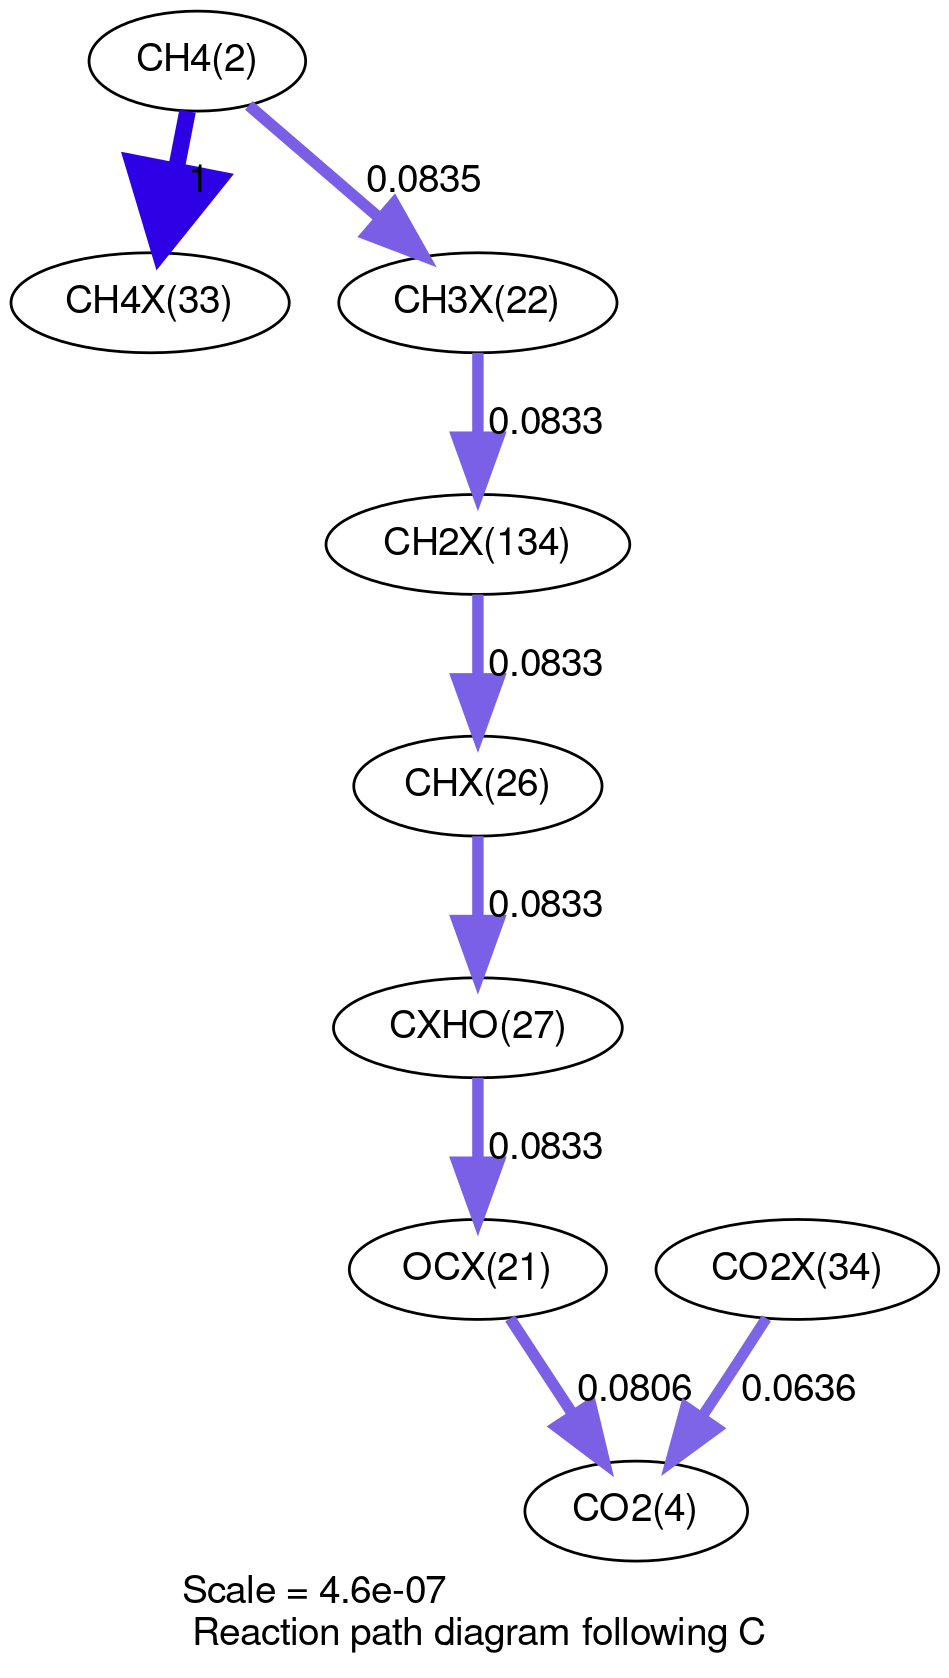 CH4(2)
1
0.0835
CH4X(33)
CH3X(22)
0.0833
CH2X(134)
0.0833
CHX(26)
0.0833
CXHO(27)
0.0833
OCX(21)
CO2X(34)
0.0806
0.0636
CO2(4)
Scale = 4.6e-07
Reaction path diagram following C